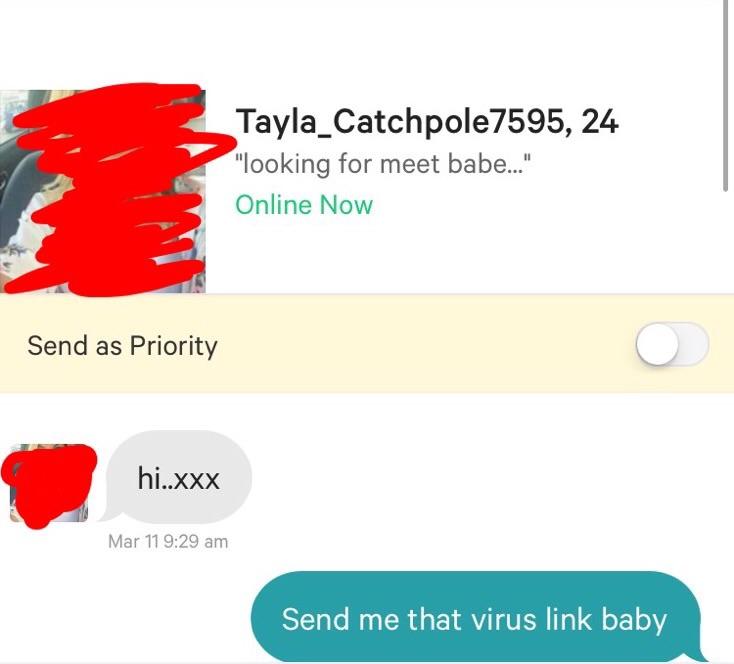 Tayla_Catchpole7595, 24
"looking for meet babe..."
Online Now
Send as Priority
hi..xxx
Mar 11 9:29 am
Send me that virus link baby